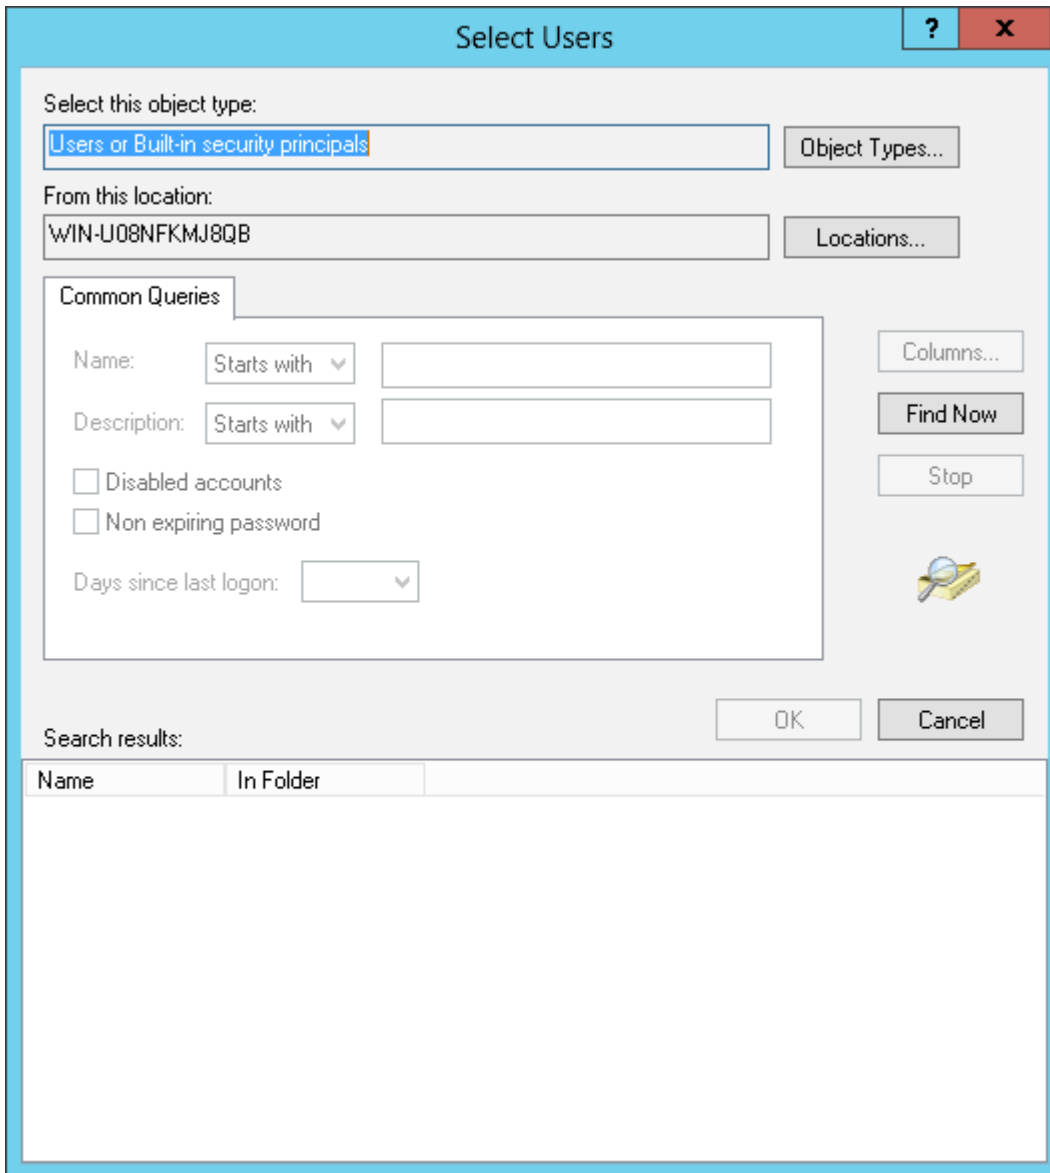 Select Users
?
x
Select this object type:
Users or Built-in security principals
Object Types...
From this location:
WIN-U08NFKMJ8QB
Locations...
Common Queries
Name:
Starts with
Columns...
Description:
Starts with
Find Now
Disabled accounts
Stop
Non expiring password
Days since last logon:
OK
Cancel
Search results:
Name
In Folder